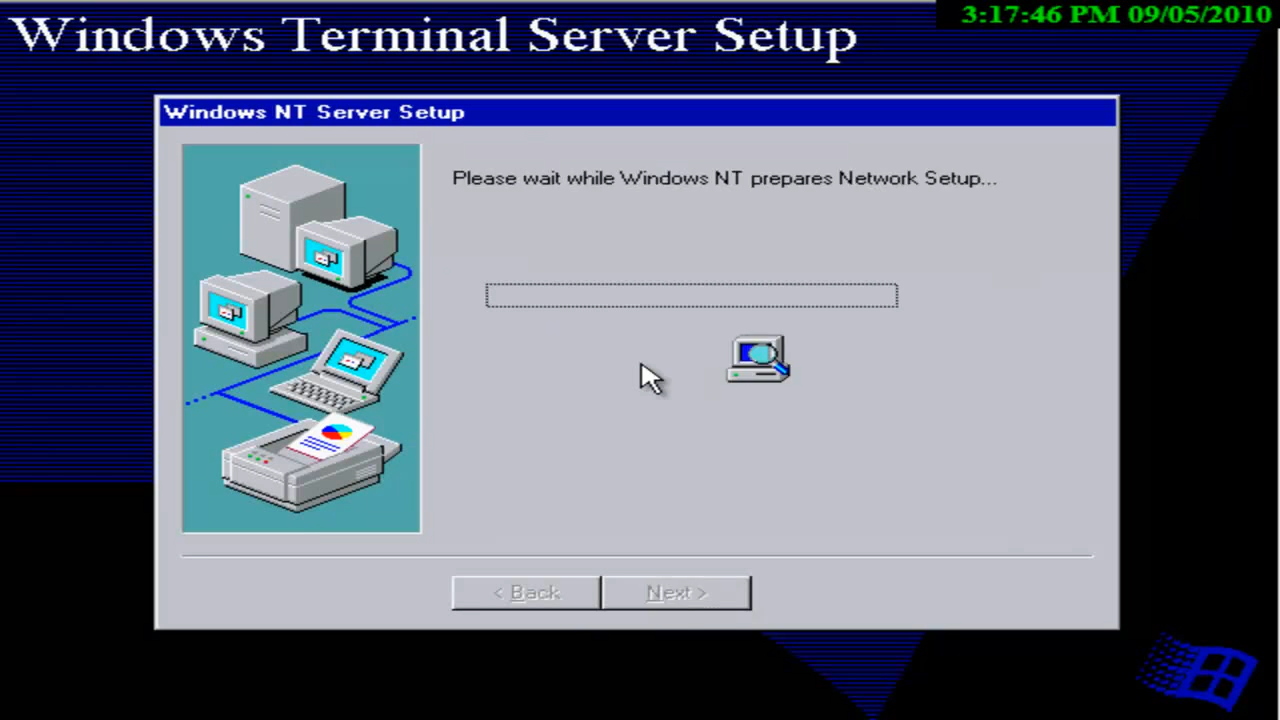 3:17:46 PM 09/05/2010
Windows Terminal Server Setup
Windows NT Server Setup
Please wait while Windows NT prepares Network Setup...
< Back
Next >